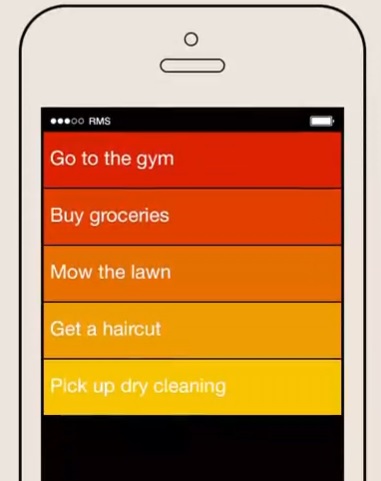 RMS
Go to the gym
Buy groceries
Mow the lawn
Get a haircut
Pick up dry cleaning